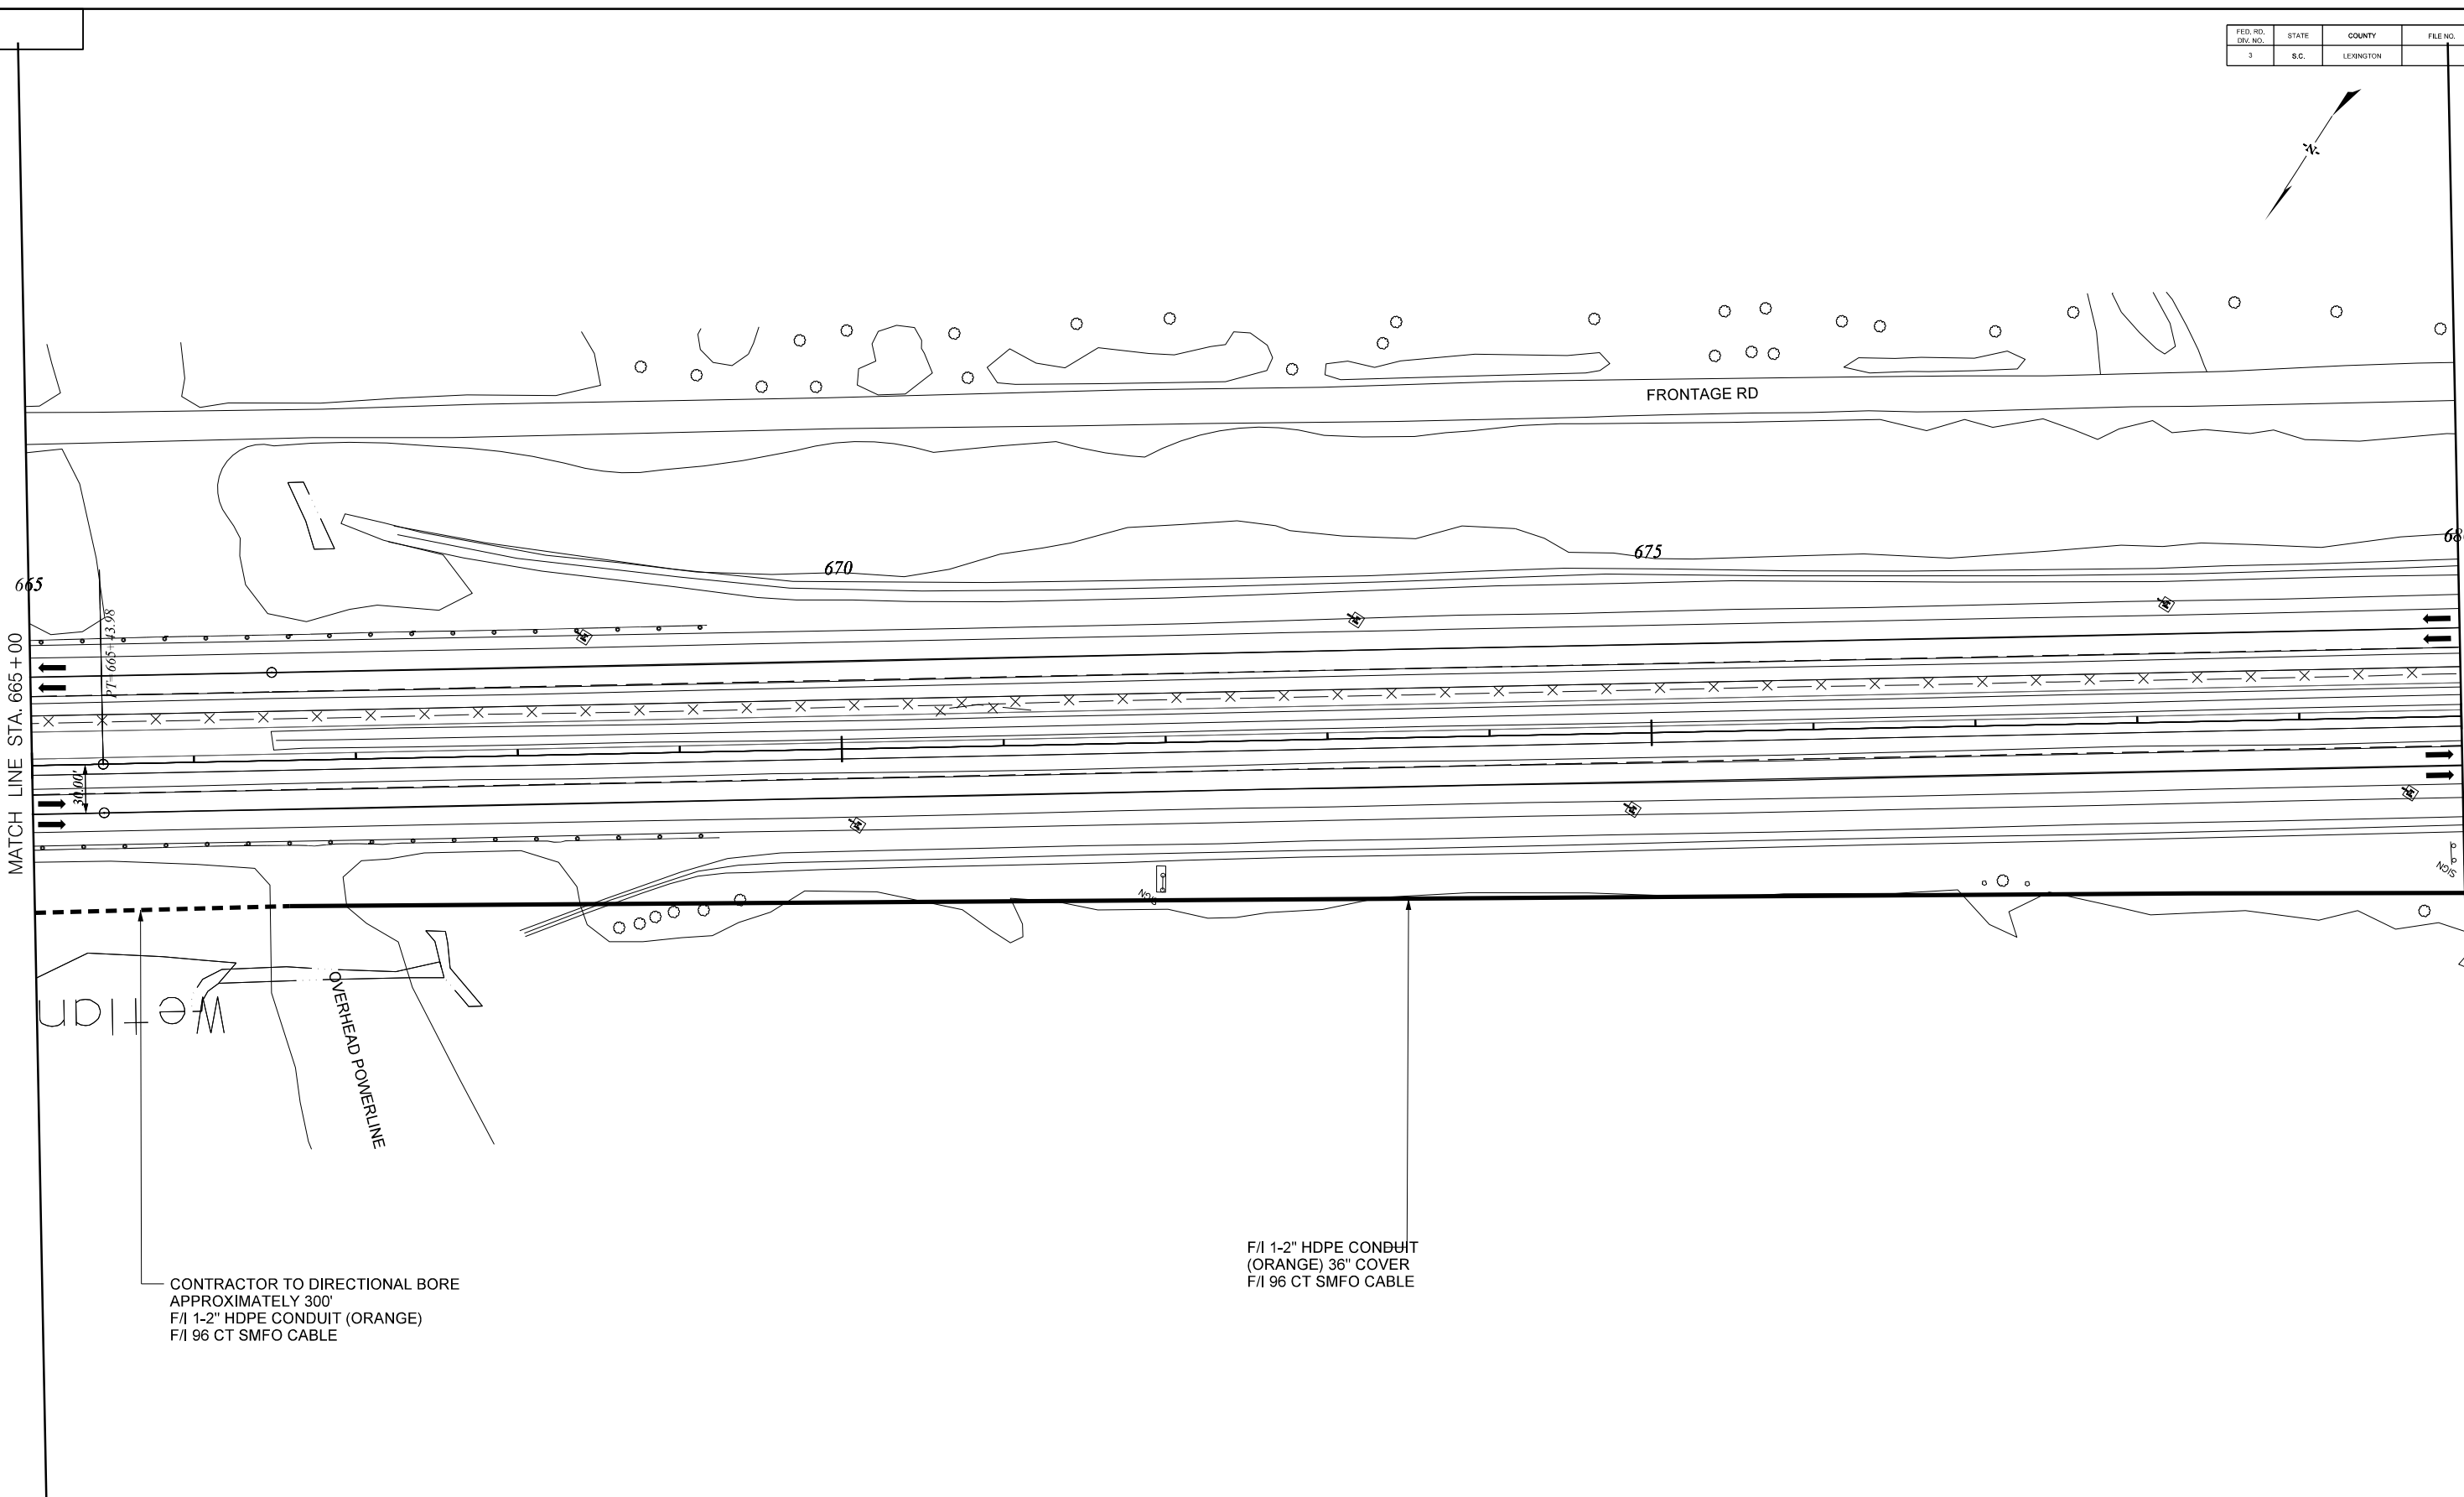 FED. RD. DIV. NO.
STATE
COUNTY
FILE NO.
3
S.C.
LEXINGTON
-N-
FRONTAGE RD
665
670
675
68
PT=665+43.98
MATCH LINE STA. 665+00
30.00'
SIGN
SIGN
Wetlan
OVERHEAD POWERLINE
F/I 1-2" HDPE CONDUIT
(ORANGE) 36" COVER
F/I 96 CT SMFO CABLE
CONTRACTOR TO DIRECTIONAL BORE
APPROXIMATELY 300'
F/I 1-2" HDPE CONDUIT (ORANGE)
F/I 96 CT SMFO CABLE